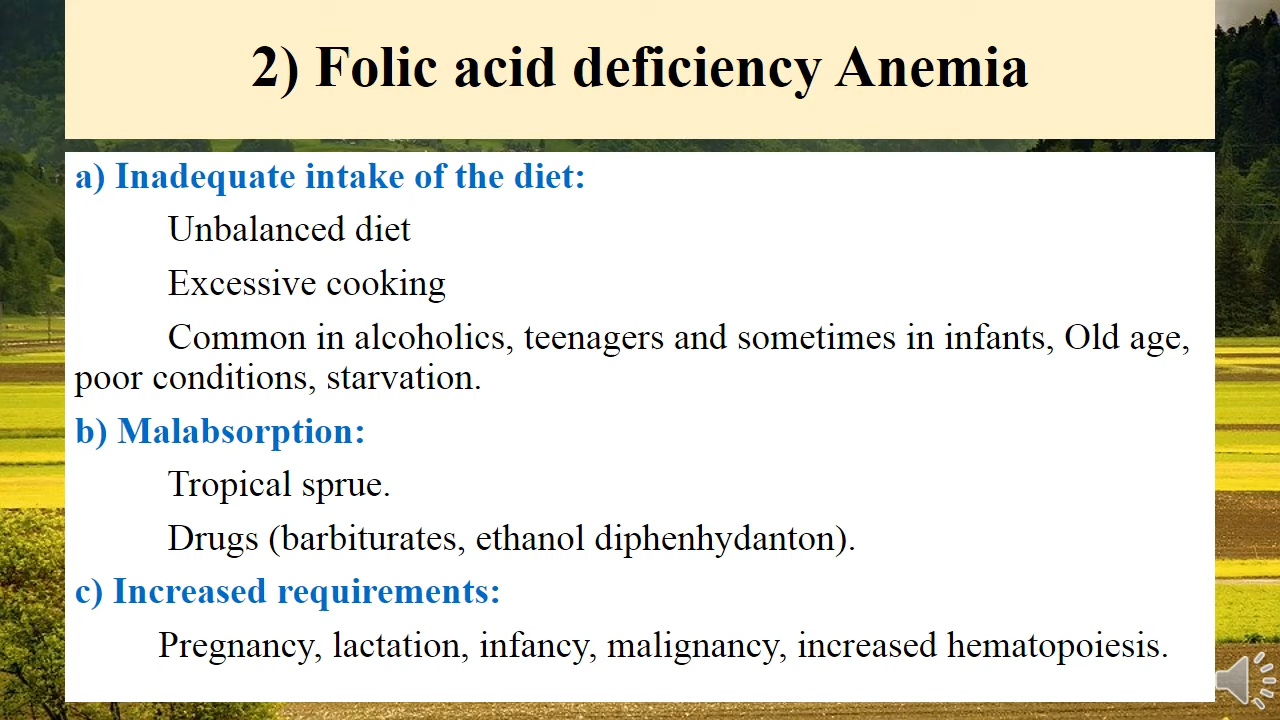 2) Folic acid deficiency Anemia
a) Inadequate intake of the diet:
Unbalanced diet
Excessive cooking
Common in alcoholics, teenagers and sometimes in infants, Old age,
poor conditions, starvation.
b) Malabsorption:
Tropical sprue.
Drugs (barbiturates, ethanol diphenhydanton).
c) Increased requirements:
Pregnancy, lactation, infancy, malignancy, increased hematopoiesis.